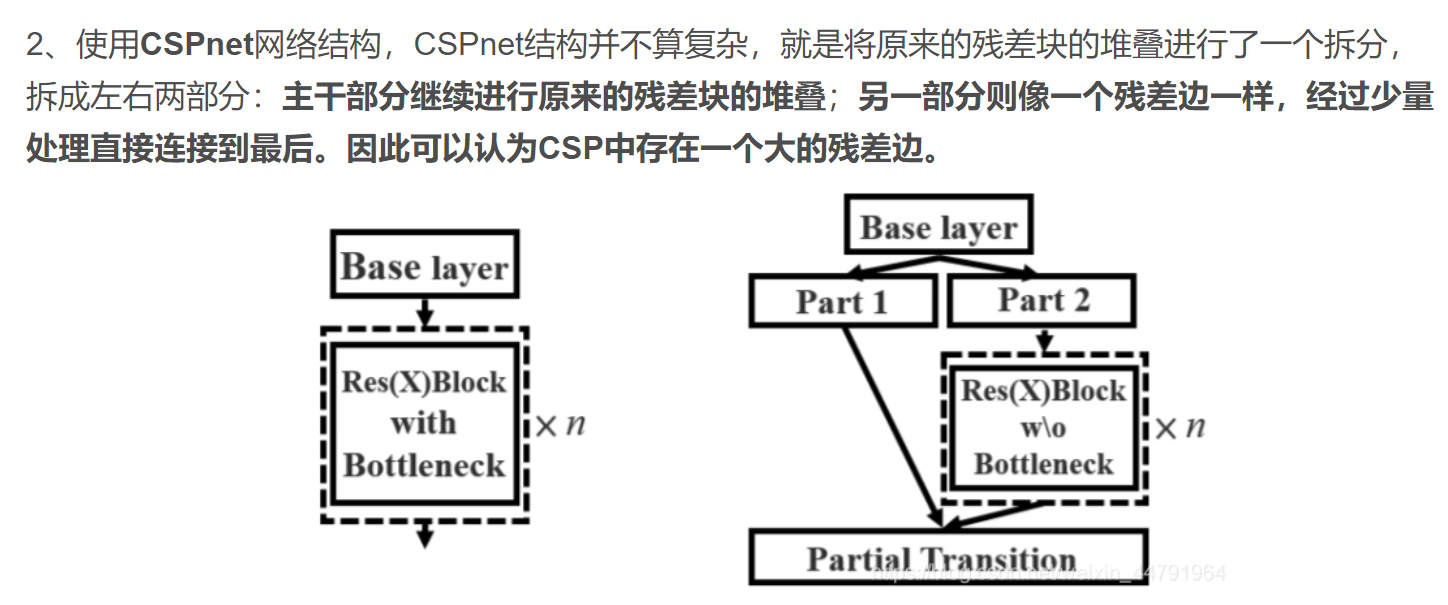 2、使用CSPnet网络结构，CSPnet结构并不算复杂，就是将原来的残差块的堆叠进行了一个拆分，
拆成左右两部分：主干部分继续进行原来的残差块的堆叠；另一部分则像一个残差边一样，经过少量
处理直接连接到最后。因此可以认为CSP中存在一个大的残差边。
Base layer
Res(X)Block
with
Bottleneck
× n
Base layer
Part 1
Part 2
Res(X)Block
w\o
Bottleneck
× n
Partial Transition
https://blog.csdn.net/weixin_44791964